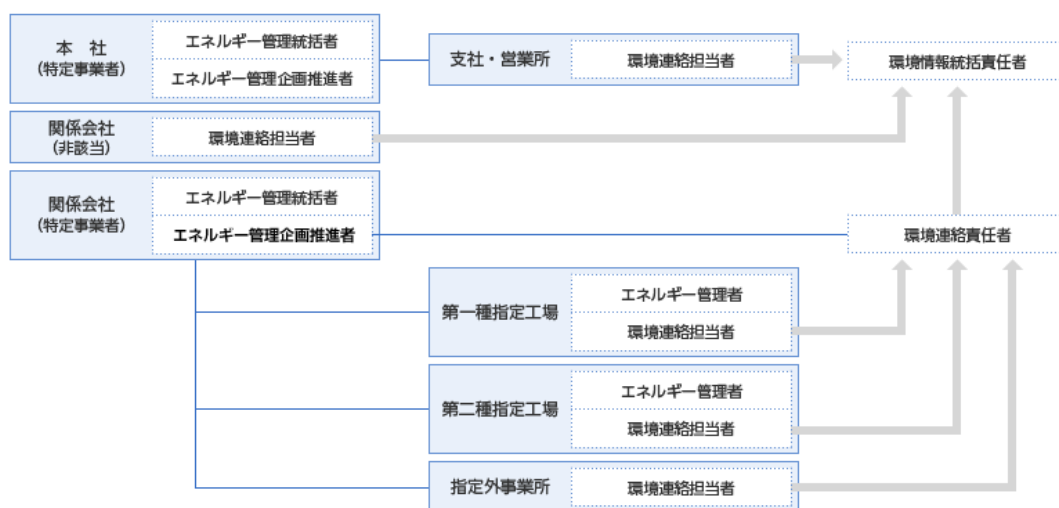 本 社
(特定事業者)
エネルギー管理統括者
エネルギー管理企画推進者
支社・営業所
環境連絡担当者
環境情報統括責任者
関係会社
(非該当)
環境連絡担当者
関係会社
(特定事業者)
エネルギー管理統括者
エネルギー管理企画推進者
環境連絡責任者
第一種指定工場
エネルギー管理者
環境連絡担当者
第二種指定工場
エネルギー管理者
環境連絡担当者
指定外事業所
環境連絡担当者